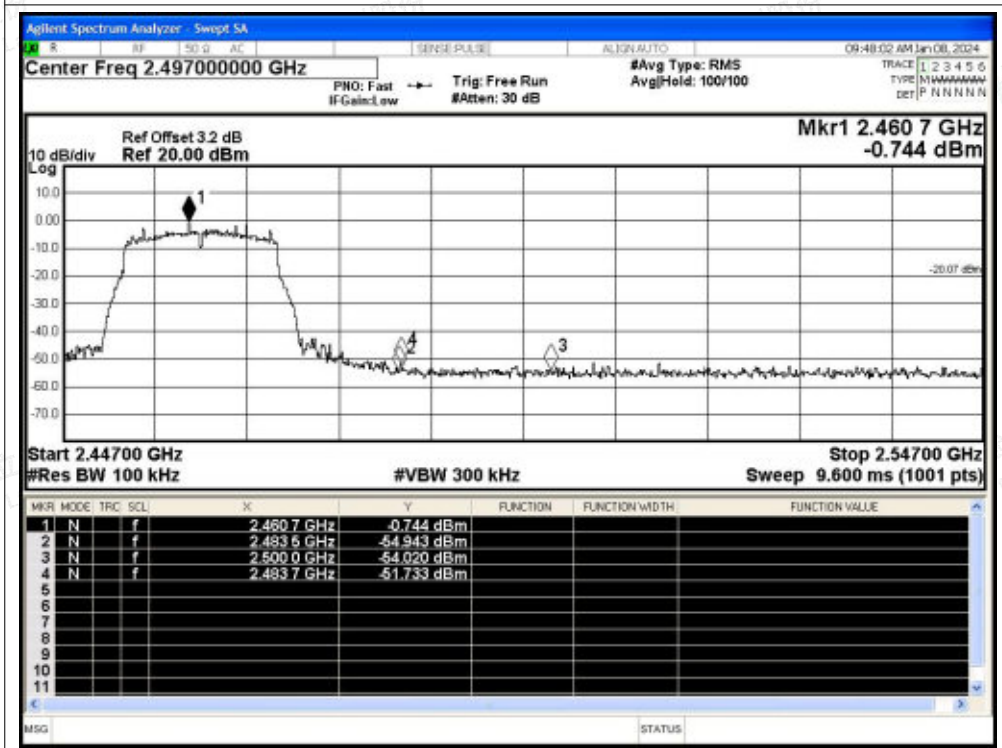 Agilent Spectrum Analyzer - Swept SA
R RF 50 Ω AC SENSE:PULSE ALIGN AUTO 09:48:02 AM Jan 08, 2024
Center Freq 2.497000000 GHz
PNO: Fast Trig: Free Run #Avg Type: RMS TRACE 1 2 3 4 5 6
IFGain:Low #Atten: 30 dB Avg|Hold: 100/100 TYPE M
DET P N N N N N
Mkr1 2.460 7 GHz
-0.744 dBm
Ref Offset 3.2 dB
10 dB/div Ref 20.00 dBm
Log
10.0
0.00
-10.0
-20.0
-30.0
-40.0
-50.0
-60.0
-70.0
1
-20.07 dBm
4
2
3
Start 2.44700 GHz Stop 2.54700 GHz
#Res BW 100 kHz #VBW 300 kHz Sweep 9.600 ms (1001 pts)
MKR MODE TRC SCL X Y FUNCTION FUNCTION WIDTH FUNCTION VALUE
1 N f 2.460 7 GHz -0.744 dBm
2 N f 2.483 5 GHz -54.943 dBm
3 N f 2.500 0 GHz -54.020 dBm
4 N f 2.483 7 GHz -51.733 dBm
5
6
7
8
9
10
11
MSG STATUS